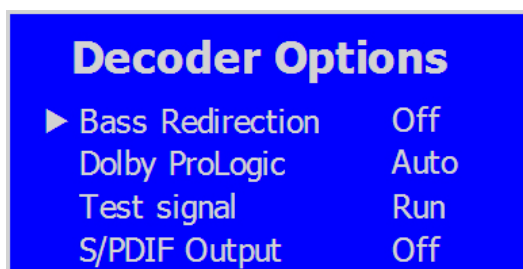 Decoder Options
Bass Redirection Off
Dolby ProLogic Auto
Test signal Run
S/PDIF Output Off